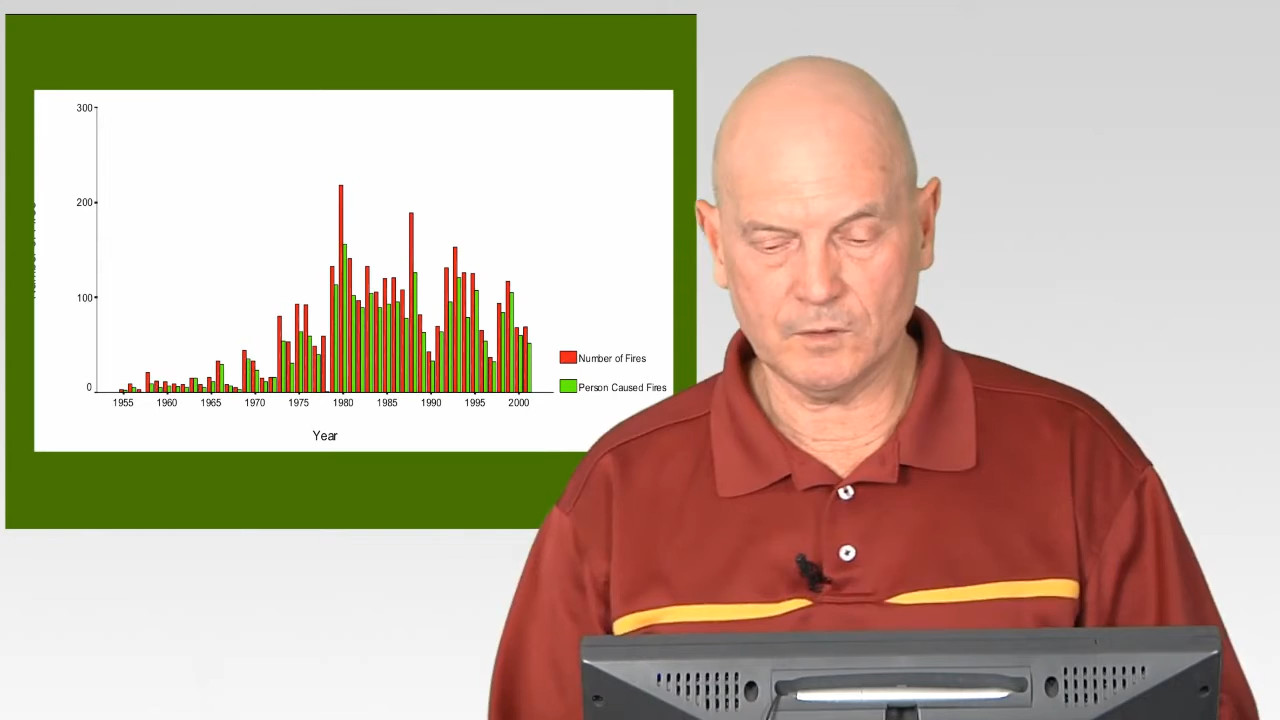 300
200
100
0
1955 1960 1965 1970 1975 1980 1985 1990 1995 2000
Year
Number of Fires
Person Caused Fires